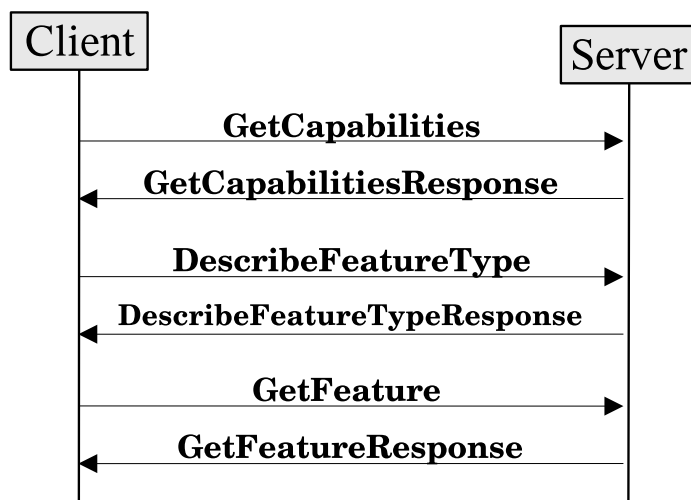 Client
Server
GetCapabilities
GetCapabilitiesResponse
DescribeFeatureType
DescribeFeatureTypeResponse
GetFeature
GetFeatureResponse